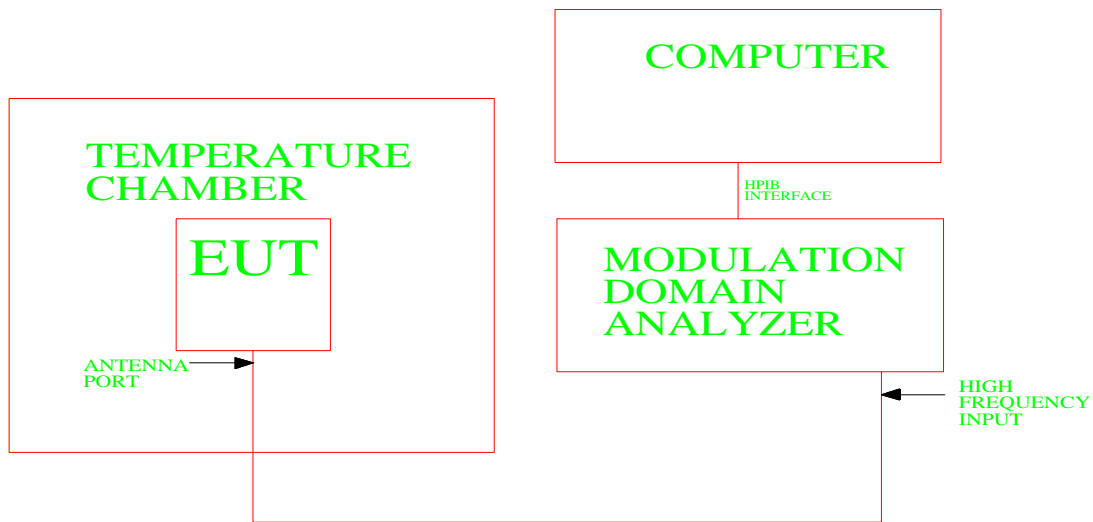 COMPUTER
TEMPERATURE
CHAMBER
HPIB
INTERFACE
EUT
MODULATION
DOMAIN
ANALYZER
ANTENNA
PORT
HIGH
FREQUENCY
INPUT